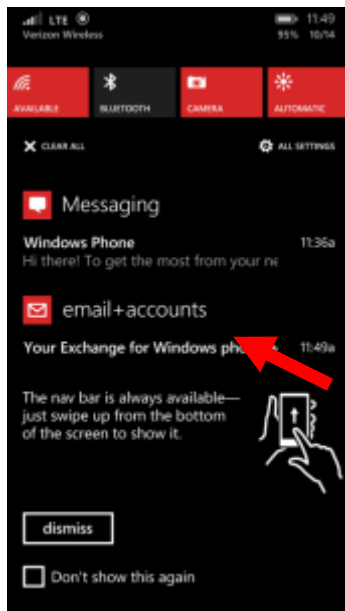 LTE 11:49
Verizon Wireless 95% 10/14
AVAILABLE BLUETOOTH CAMERA AUTOMATIC
CLEAR ALL ALL SETTINGS
Messaging
Windows Phone 11:36a
Hi there! To get the most from your ne
email+accounts
Your Exchange for Windows pho 11:49a
The nav bar is always available—
just swipe up from the bottom
of the screen to show it.
dismiss
Don't show this again